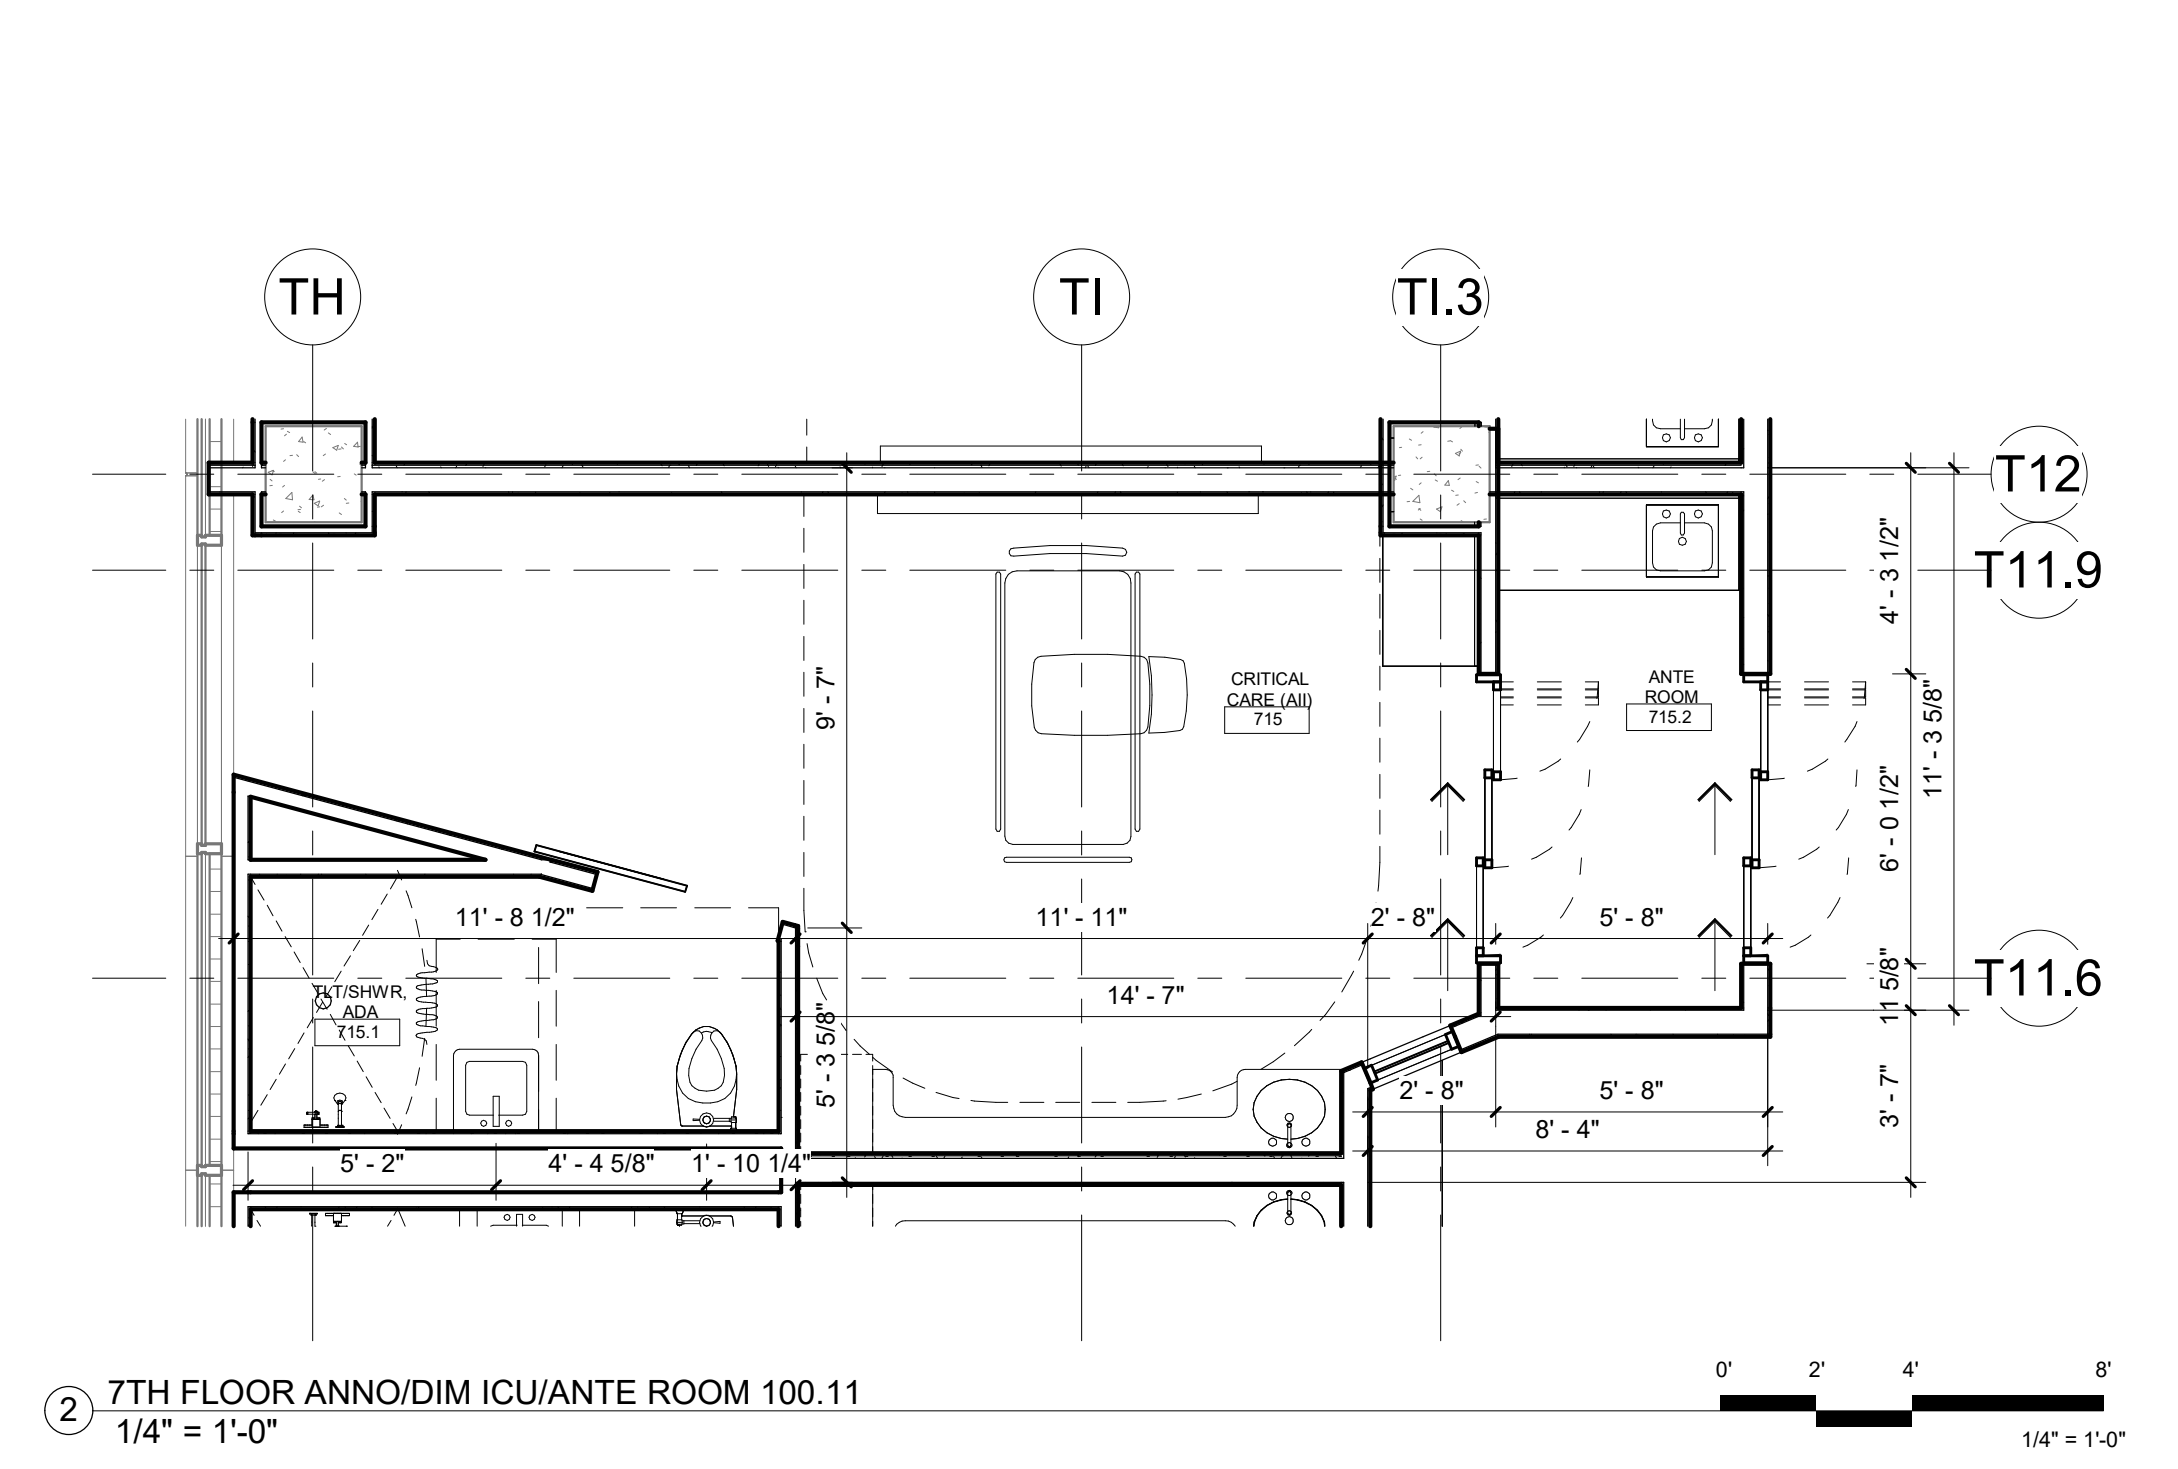 TH
TI
TI.3
T12
T11.9
T11.6
4' - 3 1/2"
11' - 3 5/8"
6' - 0 1/2"
11 5/8"
3' - 7"
9' - 7"
CRITICAL
CARE (AII)
715
ANTE
ROOM
715.2
11' - 8 1/2"
11' - 11"
2' - 8"
5' - 8"
14' - 7"
TLT/SHWR,
ADA
715.1
5' - 3 5/8"
2' - 8"
5' - 8"
8' - 4"
5' - 2"
4' - 4 5/8"
1' - 10 1/4"
2
7TH FLOOR ANNO/DIM ICU/ANTE ROOM 100.11
1/4" = 1'-0"
0'
2'
4'
8'
1/4" = 1'-0"